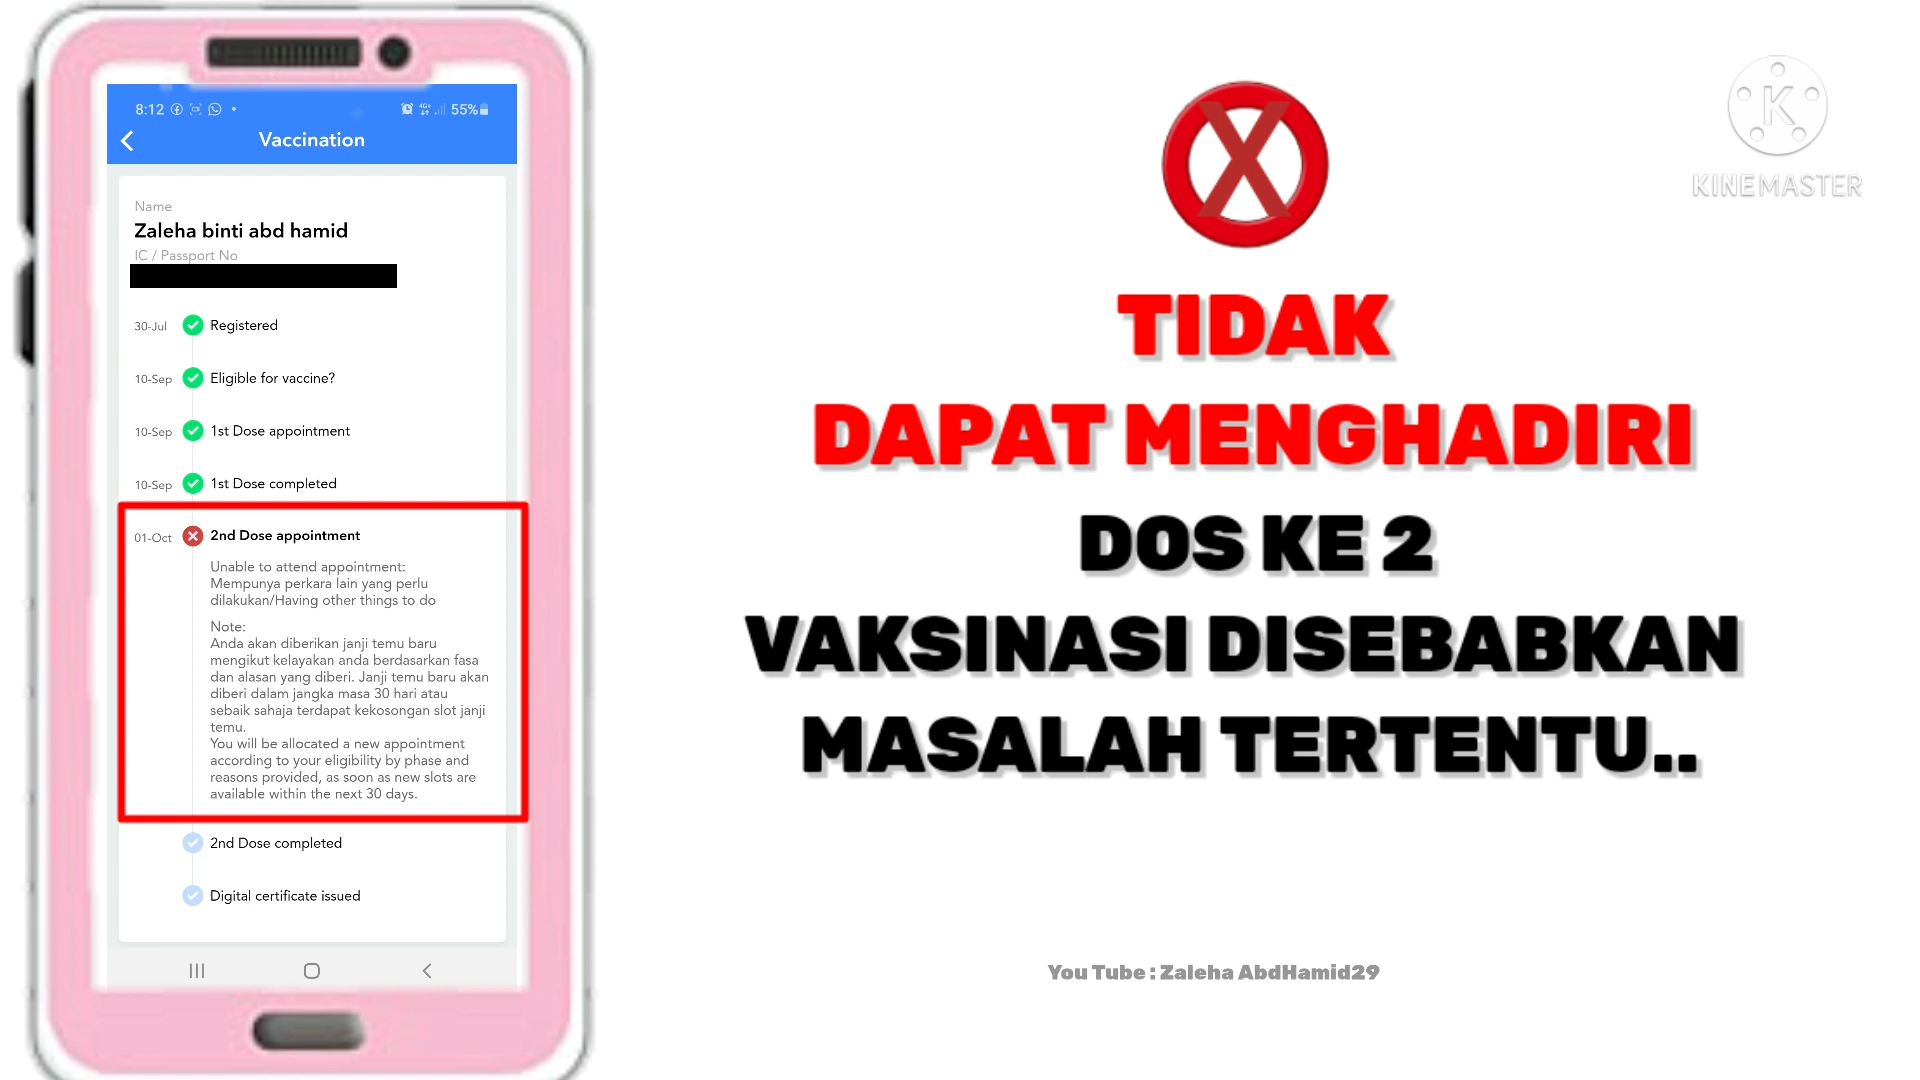 8:12
55%
Vaccination
Name
Zaleha binti abd hamid
IC / Passport No
30-Jul Registered
10-Sep Eligible for vaccine?
10-Sep 1st Dose appointment
10-Sep 1st Dose completed
01-Oct 2nd Dose appointment
Unable to attend appointment:
Mempunya perkara lain yang perlu
dilakukan/Having other things to do
Note:
Anda akan diberikan janji temu baru
mengikut kelayakan anda berdasarkan fasa
dan alasan yang diberi. Janji temu baru akan
diberi dalam jangka masa 30 hari atau
sebaik sahaja terdapat kekosongan slot janji
temu.
You will be allocated a new appointment
according to your eligibility by phase and
reasons provided, as soon as new slots are
available within the next 30 days.
2nd Dose completed
Digital certificate issued
X
TIDAK
DAPAT MENGHADIRI
DOS KE 2
VAKSINASI DISEBABKAN
MASALAH TERTENTU..
You Tube : Zaleha AbdHamid29
K
KINEMASTER